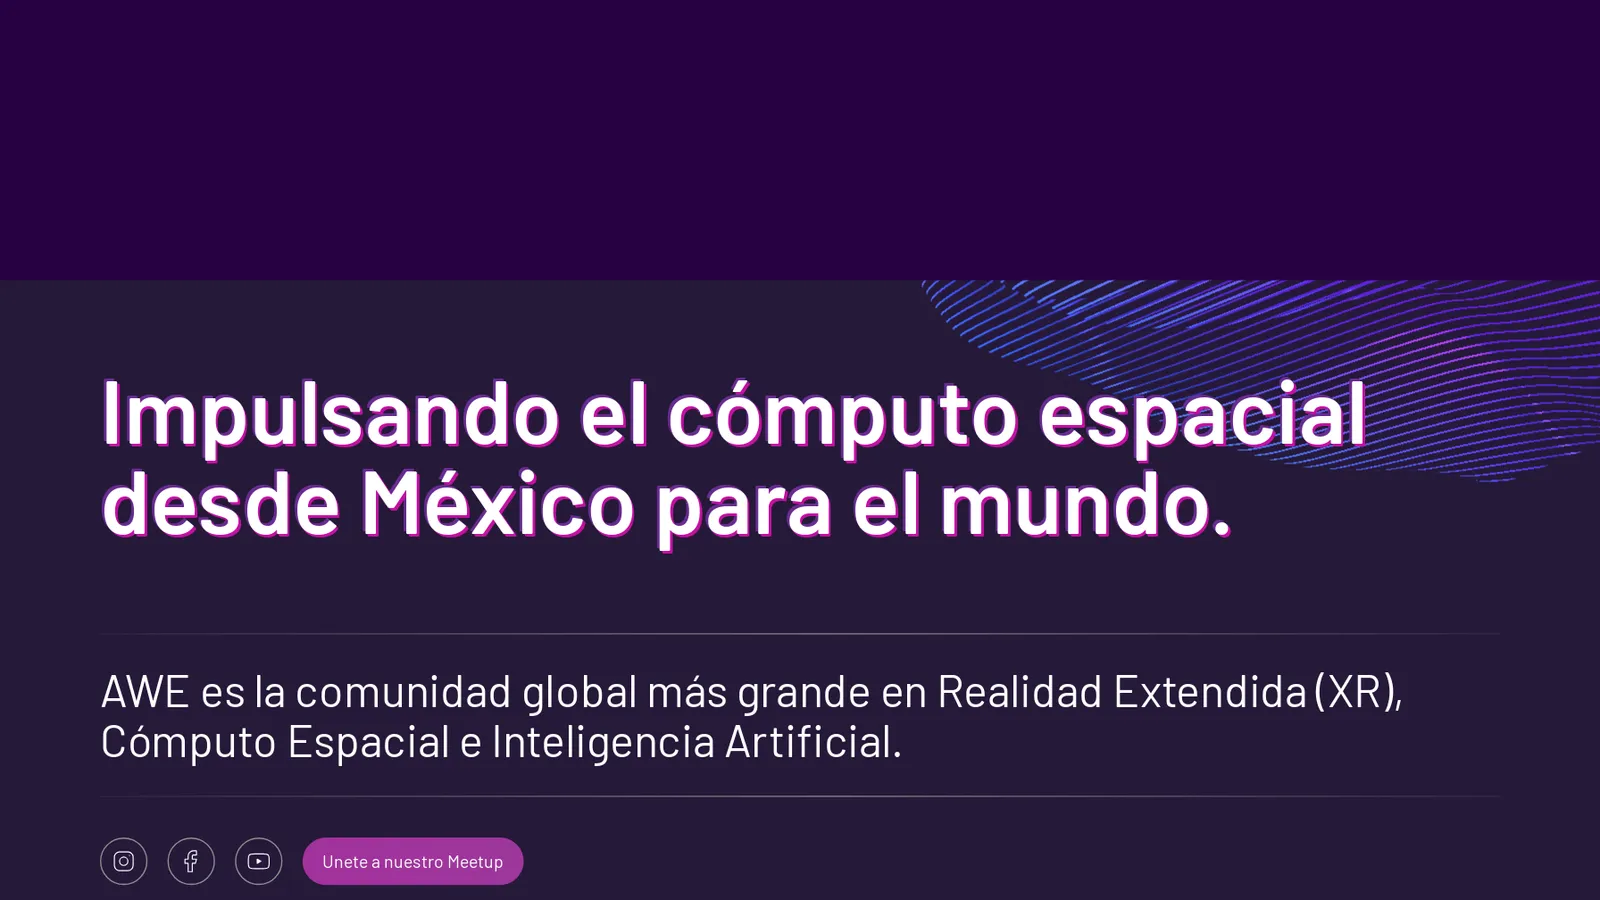 Impulsando el cómputo espacial
desde México para el mundo.
AWE es la comunidad global más grande en Realidad Extendida (XR),
Cómputo Espacial e Inteligencia Artificial.
Unete a nuestro Meetup